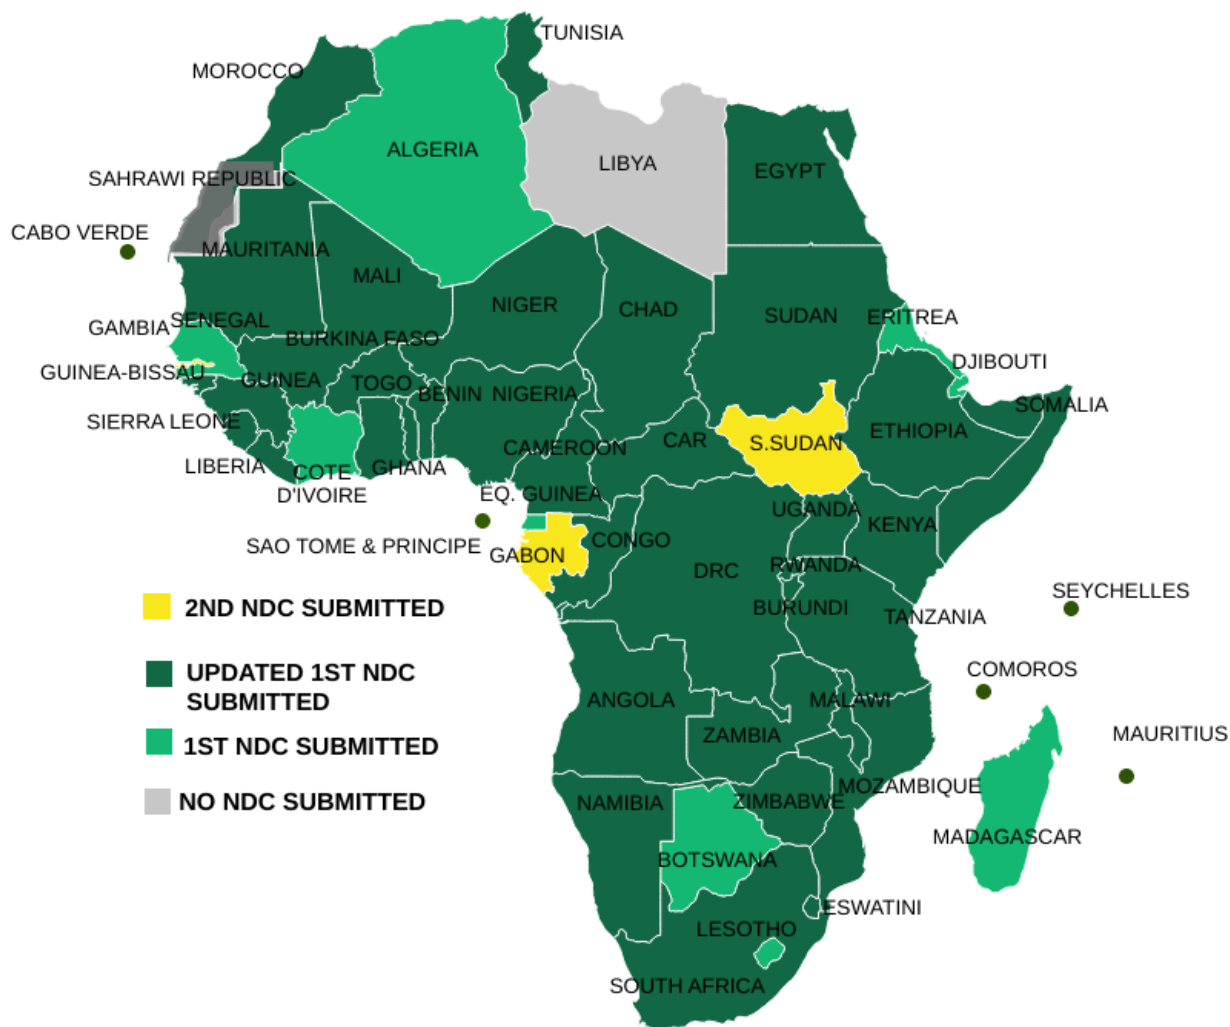 TUNISIA
MOROCCO
ALGERIA
LIBYA
EGYPT
SAHRAWI REPUBLIC
CABO VERDE
MAURITANIA
MALI
NIGER
CHAD
SUDAN
ERITREA
GAMBIA
SENEGAL
BURKINA FASO
DJIBOUTI
GUINEA-BISSAU
GUINEA
TOGO
BENIN
NIGERIA
SOMALIA
SIERRA LEONE
CAMEROON
CAR
S.SUDAN
ETHIOPIA
LIBERIA
COTE
D'IVOIRE
GHANA
EQ. GUINEA
UGANDA
KENYA
SAO TOME & PRINCIPE
GABON
CONGO
DRC
RWANDA
SEYCHELLES
2ND NDC SUBMITTED
BURUNDI
TANZANIA
UPDATED 1ST NDC
SUBMITTED
COMOROS
ANGOLA
MALAWI
ZAMBIA
MAURITIUS
1ST NDC SUBMITTED
MOZAMBIQUE
NO NDC SUBMITTED
NAMIBIA
ZIMBABWE
MADAGASCAR
BOTSWANA
ESWATINI
LESOTHO
SOUTH AFRICA